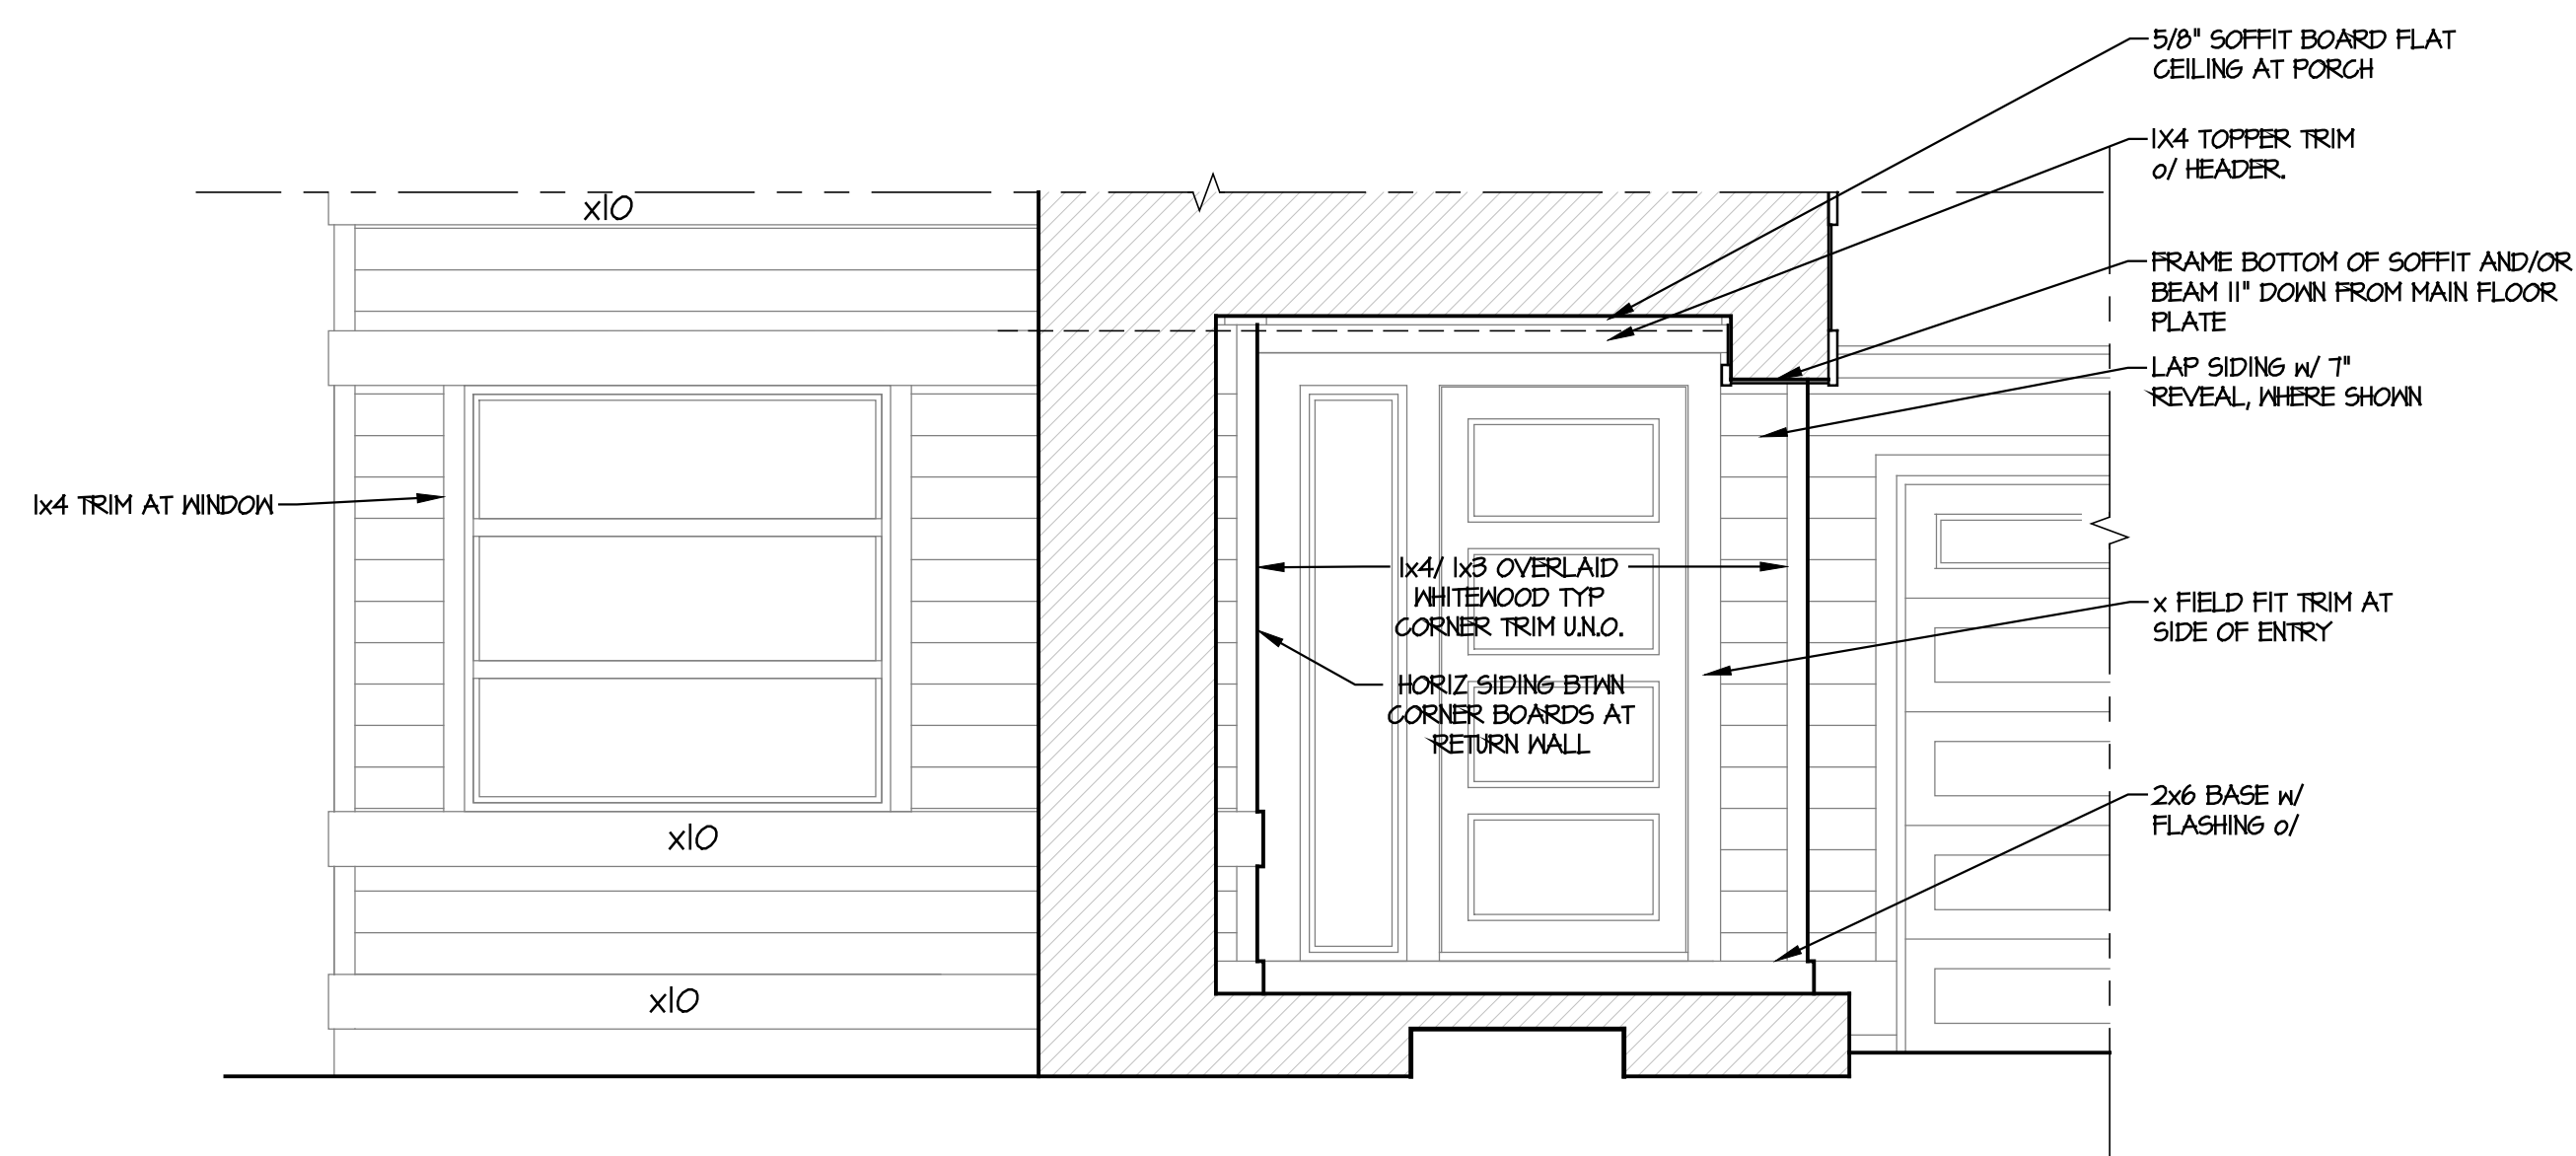 5/8" SOFFIT BOARD FLAT
CEILING AT PORCH
1X4 TOPPER TRIM
o/ HEADER.
FRAME BOTTOM OF SOFFIT AND/OR
BEAM 11" DOWN FROM MAIN FLOOR
PLATE
LAP SIDING w/ 7"
REVEAL, WHERE SHOWN
x10
1x4 TRIM AT WINDOW
1x4/ 1x3 OVERLAID
WHITEWOOD TYP
CORNER TRIM U.N.O.
HORIZ SIDING BTWN
CORNER BOARDS AT
RETURN WALL
x FIELD FIT TRIM AT
SIDE OF ENTRY
2x6 BASE w/
FLASHING o/
x10
x10